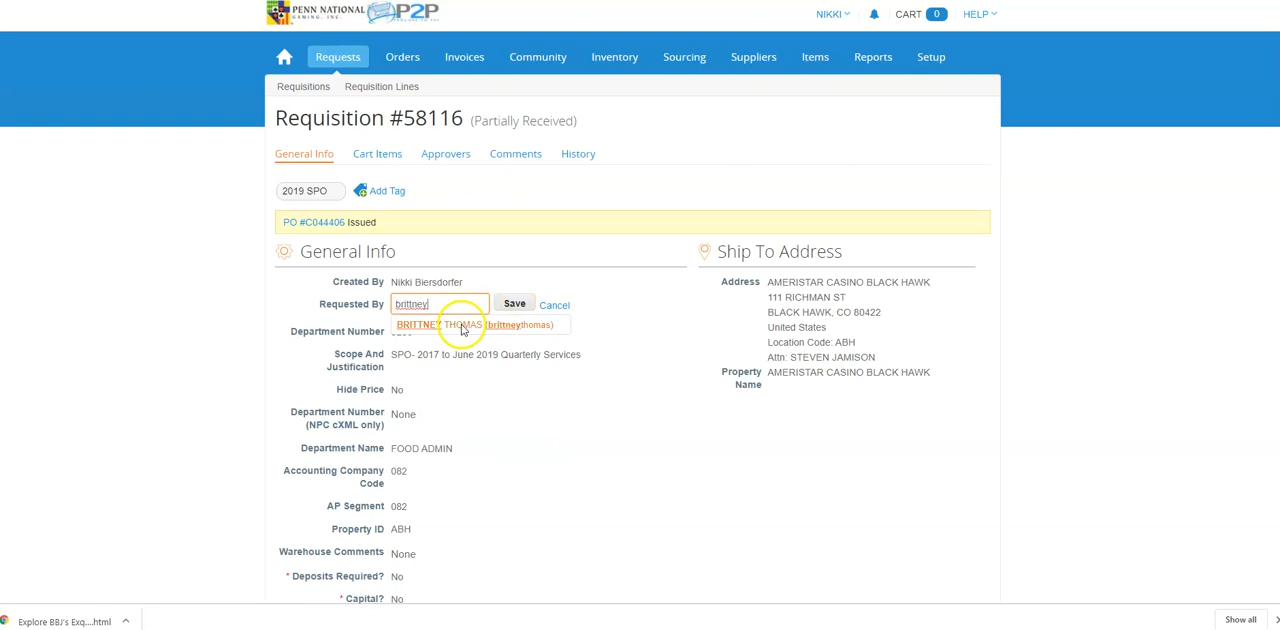 PENN NATIONAL
GAMING, INC.
P2P
NIKKI
CART 0
HELP
Requests Orders Invoices Community Inventory Sourcing Suppliers Items Reports Setup
Requisitions Requisition Lines
Requisition #58116 (Partially Received)
General Info Cart Items Approvers Comments History
2019 SPO Add Tag
PO #C044406 Issued
General Info
Created By Nikki Biersdorfer
Requested By brittney Save Cancel
BRITTNEY THOMAS (brittneythomas)
Department Number
Scope And SPO- 2017 to June 2019 Quarterly Services
Justification
Hide Price No
Department Number None
(NPC cXML only)
Department Name FOOD ADMIN
Accounting Company 082
Code
AP Segment 082
Property ID ABH
Warehouse Comments None
* Deposits Required? No
* Capital? No
Ship To Address
Address AMERISTAR CASINO BLACK HAWK
111 RICHMAN ST
BLACK HAWK, CO 80422
United States
Location Code: ABH
Attn: STEVEN JAMISON
Property AMERISTAR CASINO BLACK HAWK
Name
Explore BBJ's Exq....html
Show all